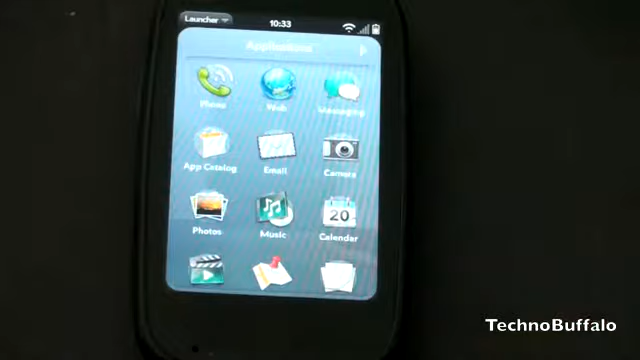 Launcher 10:33
Applications
Phone Web Messaging
App Catalog Email Camera
Photos Music 20 Calendar
TechnoBuffalo